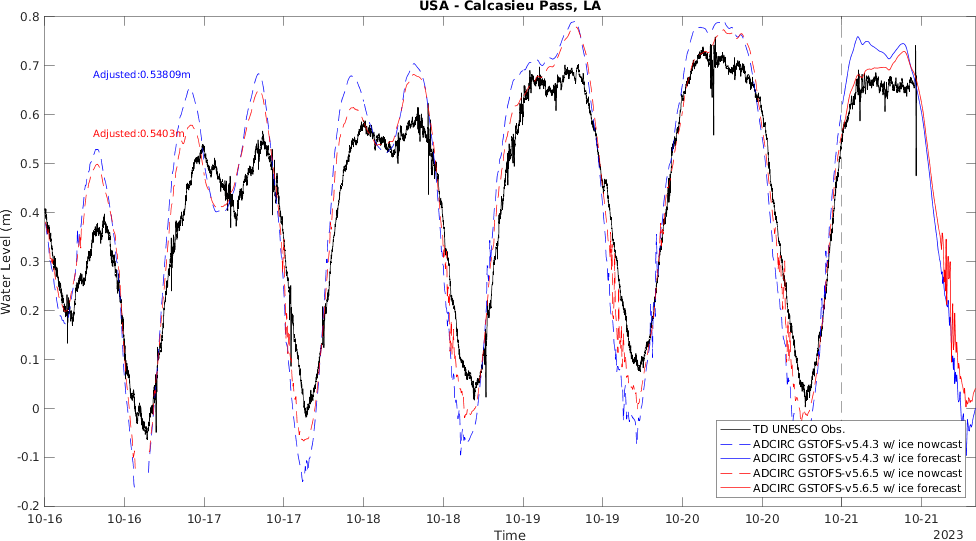 USA - Calcasieu Pass, LA
0.8
0.7
0.6
0.5
0.4
0.3
0.2
0.1
0
-0.1
-0.2
Water Level (m)
Adjusted:0.53809m
Adjusted:0.5403m
TD UNESCO Obs.
ADCIRC GSTOFS-v5.4.3 w/ ice nowcast
ADCIRC GSTOFS-v5.4.3 w/ ice forecast
ADCIRC GSTOFS-v5.6.5 w/ ice nowcast
ADCIRC GSTOFS-v5.6.5 w/ ice forecast
10-16 10-16 10-17 10-17 10-18 10-18 10-19 10-19 10-20 10-20 10-21 10-21
Time
2023